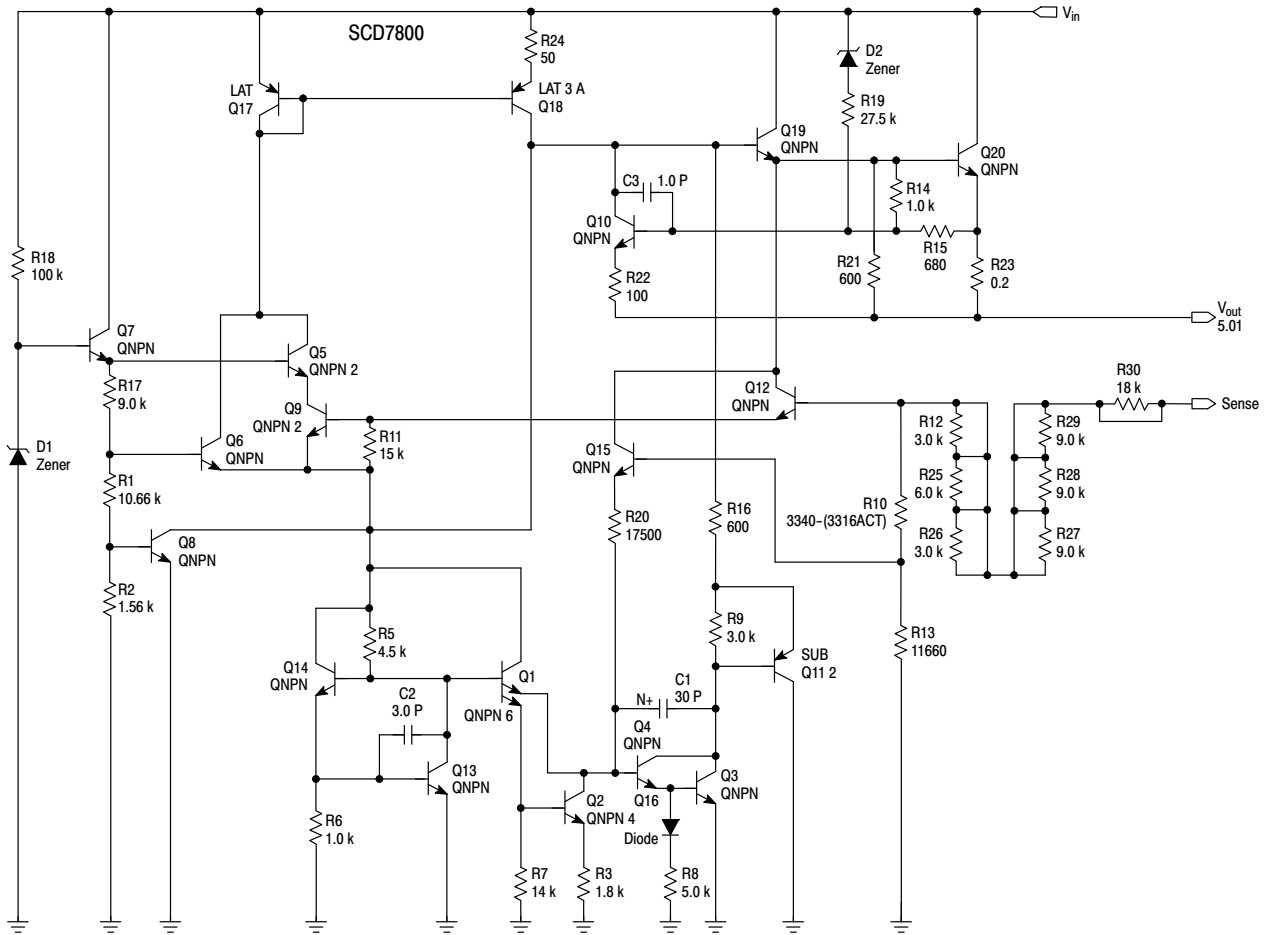 SCD7800
Vin
R24
50
D2
Zener
LAT
Q17
LAT 3 A
Q18
R19
27.5 k
Q19
QNPN
Q20
QNPN
C3
1.0 P
R14
1.0 k
Q10
QNPN
R15
680
R18
100 k
R21
600
R23
0.2
R22
100
Vout
5.01
Q7
QNPN
Q5
QNPN 2
R30
18 k
R17
9.0 k
Q12
QNPN
Sense
Q9
QNPN 2
R12
3.0 k
R29
9.0 k
Q6
QNPN
R11
15 k
D1
Zener
Q15
QNPN
R25
6.0 k
R28
9.0 k
R1
10.66 k
R10
3340-(3316ACT)
R20
17500
R16
600
R26
3.0 k
R27
9.0 k
Q8
QNPN
R2
1.56 k
R9
3.0 k
R5
4.5 k
R13
11660
SUB
Q11 2
Q14
QNPN
Q1
QNPN 6
C2
3.0 P
N+
C1
30 P
Q4
QNPN
Q13
QNPN
Q3
QNPN
Q16
Q2
QNPN 4
R6
1.0 k
Diode
R7
14 k
R3
1.8 k
R8
5.0 k